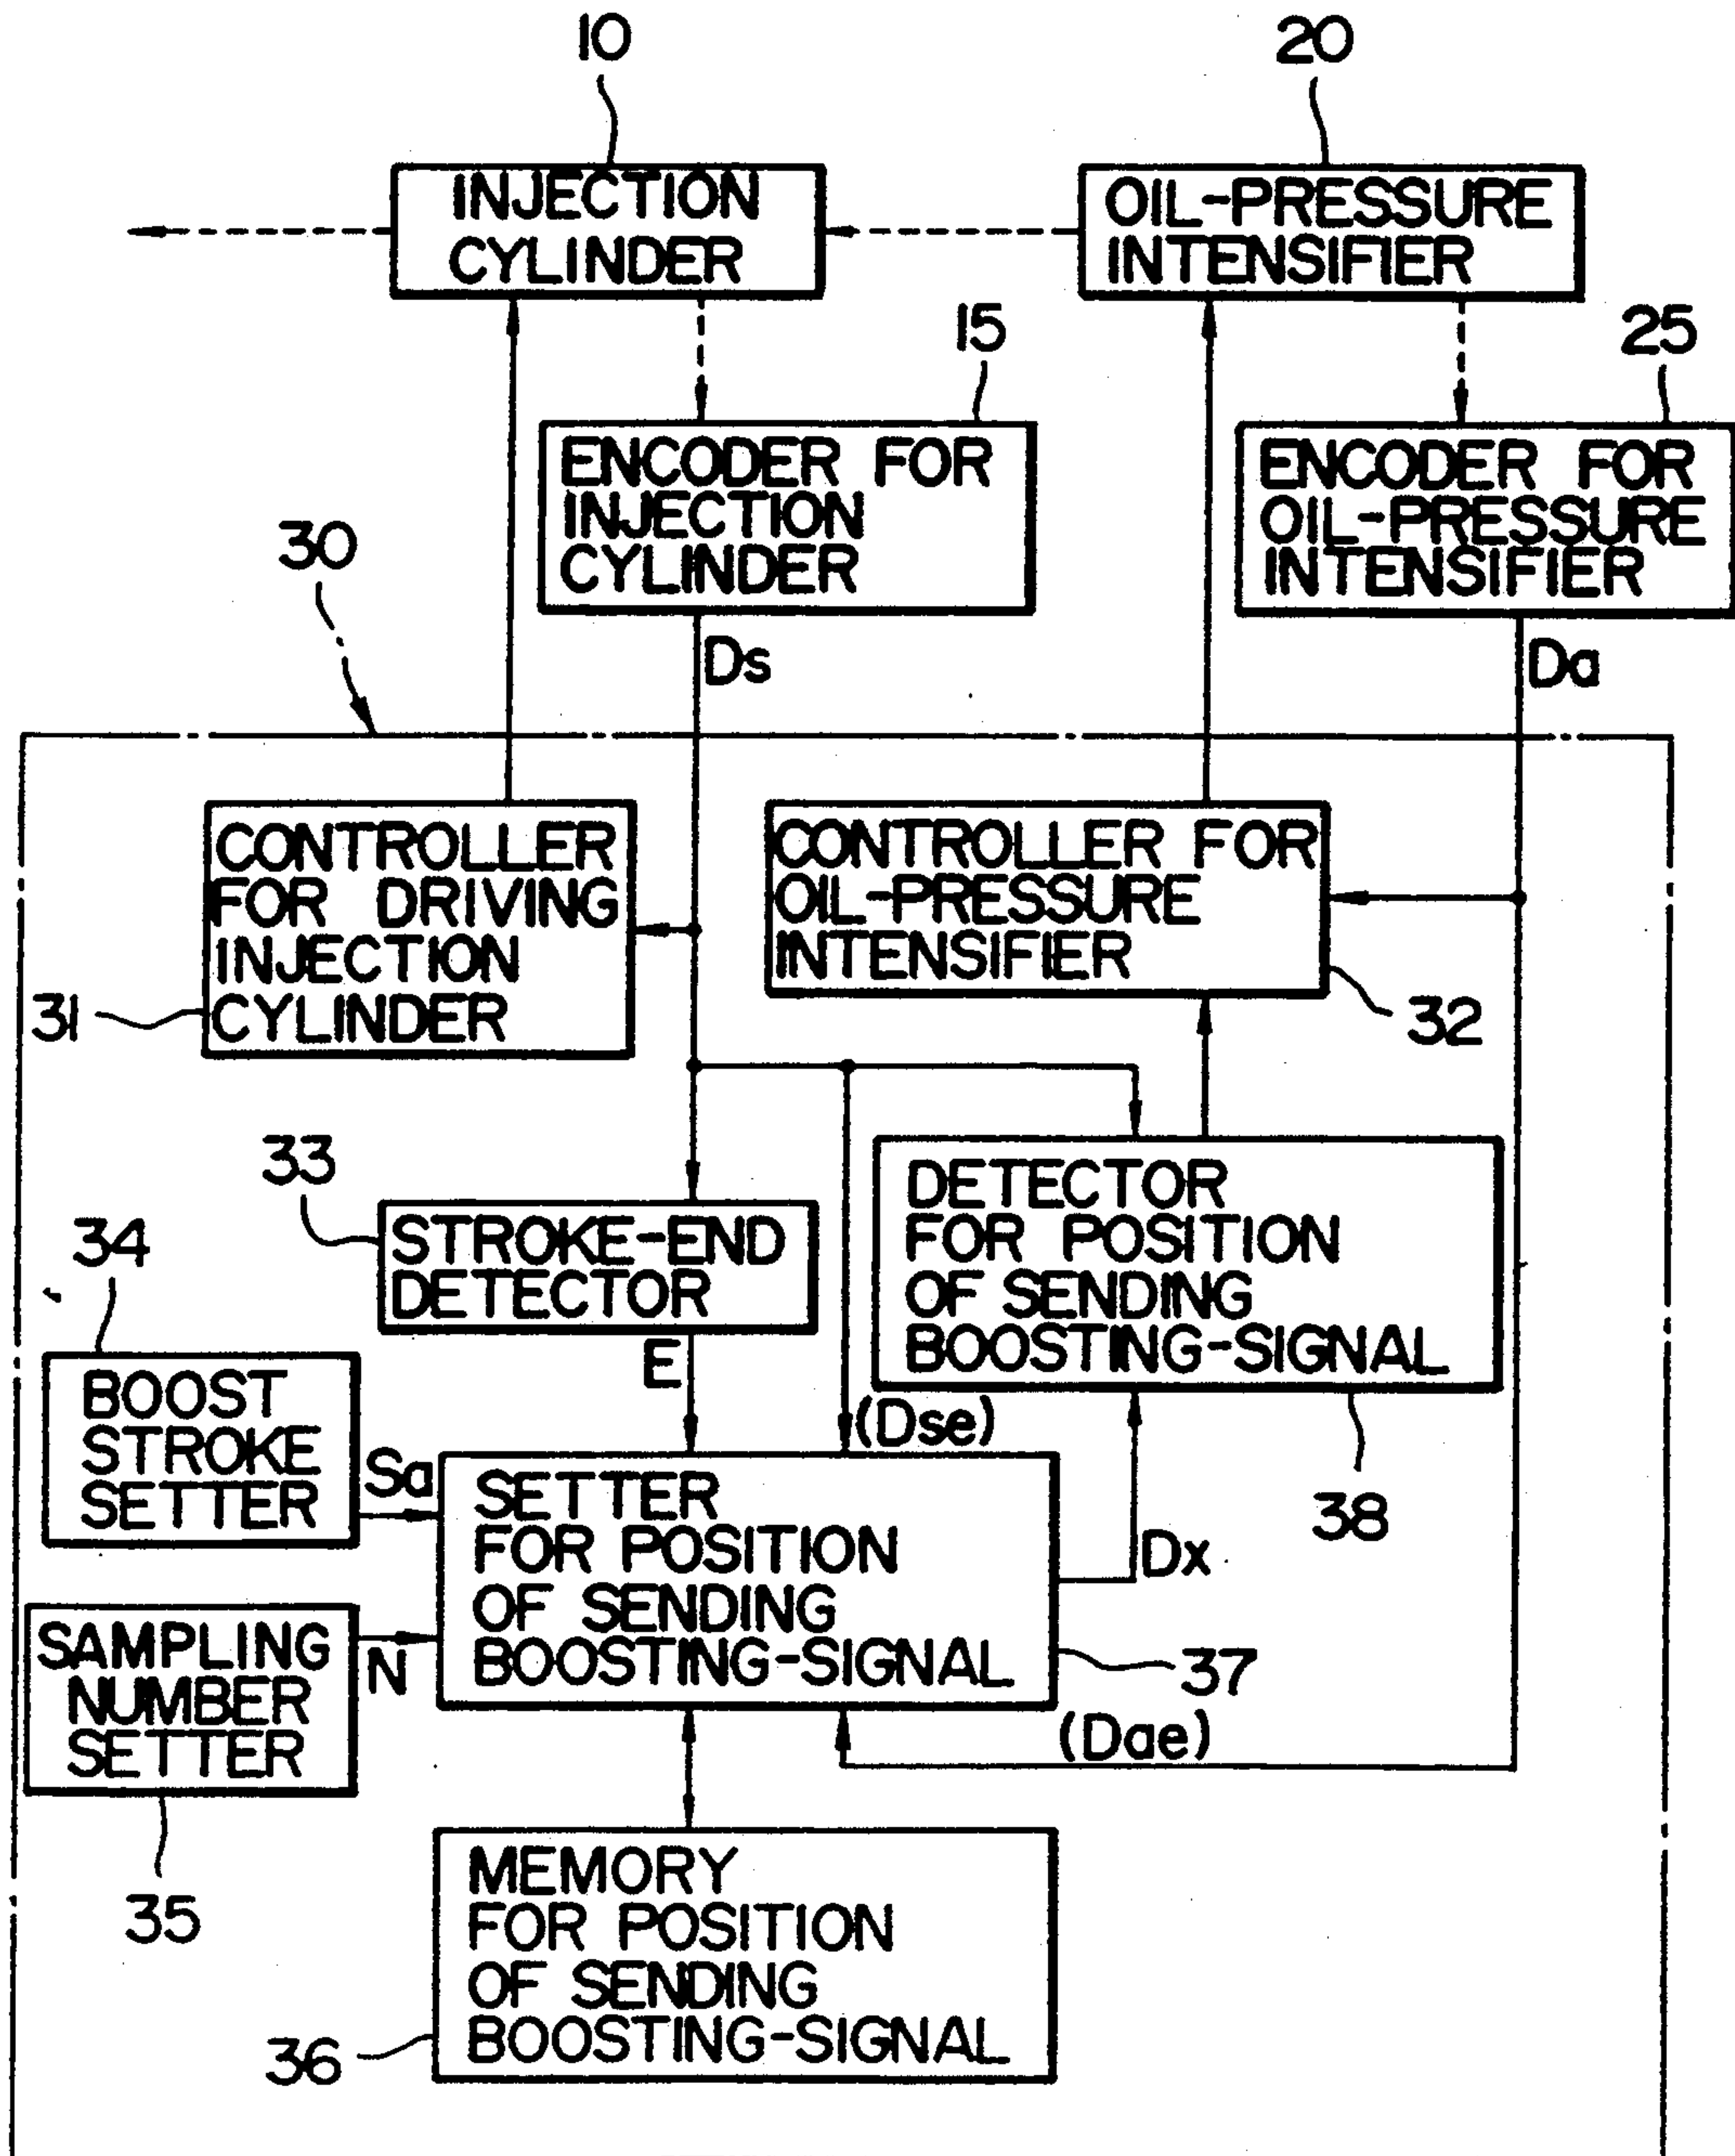 10
20
INJECTION
CYLINDER
OIL-PRESSURE
INTENSIFIER
15
25
ENCODER FOR
INJECTION
CYLINDER
ENCODER FOR
OIL-PRESSURE
INTENSIFIER
30
Ds
Da
CONTROLLER
FOR DRIVING
INJECTION
CYLINDER
CONTROLLER FOR
OIL-PRESSURE
INTENSIFIER
31
32
33
STROKE-END
DETECTOR
DETECTOR
FOR POSITION
OF SENDING
BOOSTING-SIGNAL
34
E
(Dse)
38
BOOST
STROKE
SETTER
Sa
SETTER
FOR POSITION
OF SENDING
BOOSTING-SIGNAL
Dx
37
SAMPLING
NUMBER
SETTER
N
(Dae)
35
MEMORY
FOR POSITION
OF SENDING
BOOSTING-SIGNAL
36